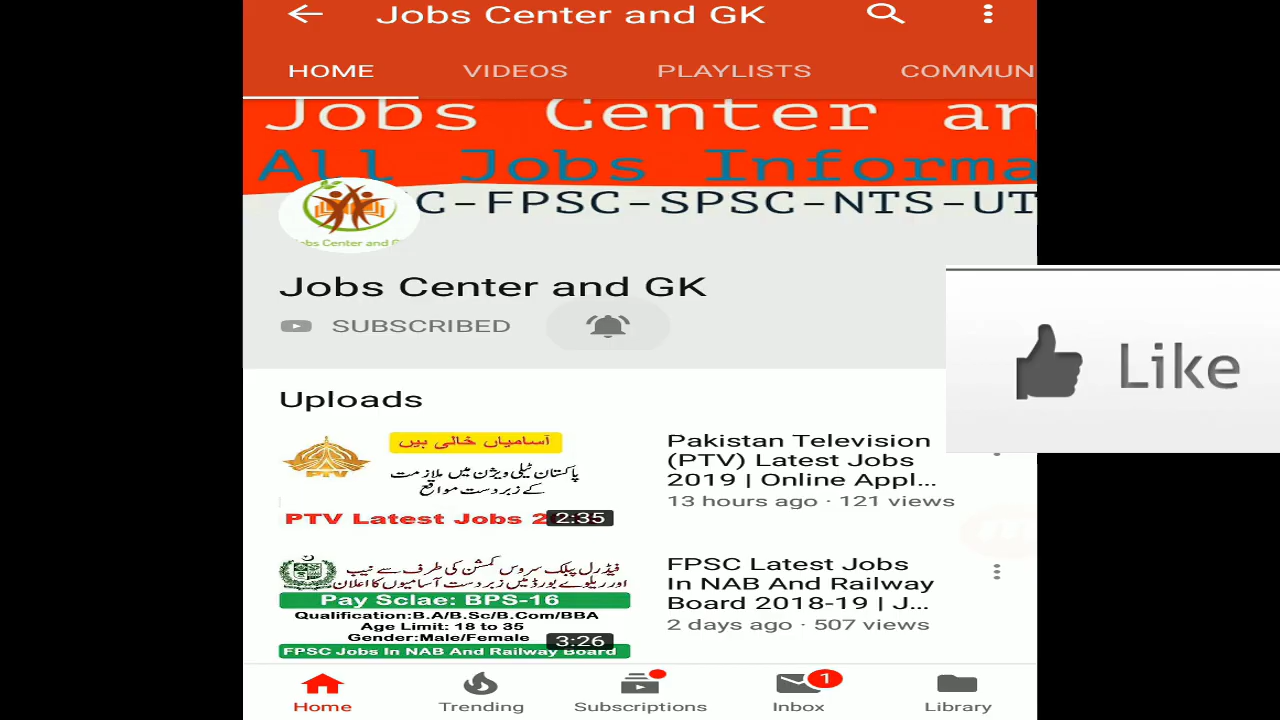 Jobs Center and GK
HOME VIDEOS PLAYLISTS COMMUN
Jobs Center an
All Jobs Informa
C-FPSC-SPSC-NTS-UT
Jobs Center and G
Jobs Center and GK
SUBSCRIBED
Like
Uploads
آسامیاں خالی ہیں
پاکستان ٹیلی ویژن میں ملازمت
کے زبردست مواقع
PTV
PTV Latest Jobs 2
2:35
Pakistan Television
(PTV) Latest Jobs
2019 | Online Appl...
13 hours ago · 121 views
فیڈرل پبلک سروس کمشن کی طرف سے نیب
اور ریلوے بورڈ میں زبردست آسامیوں کا اعلان
Pay Sclae: BPS-16
Qualification:B.A/B.Sc/B.Com/BBA
Age Limit: 18 to 35
Gender:Male/Female
3:26
FPSC Jobs In NAB And Railway Board
FPSC Latest Jobs
In NAB And Railway
Board 2018-19 | J...
2 days ago · 507 views
1
Home Trending Subscriptions Inbox Library